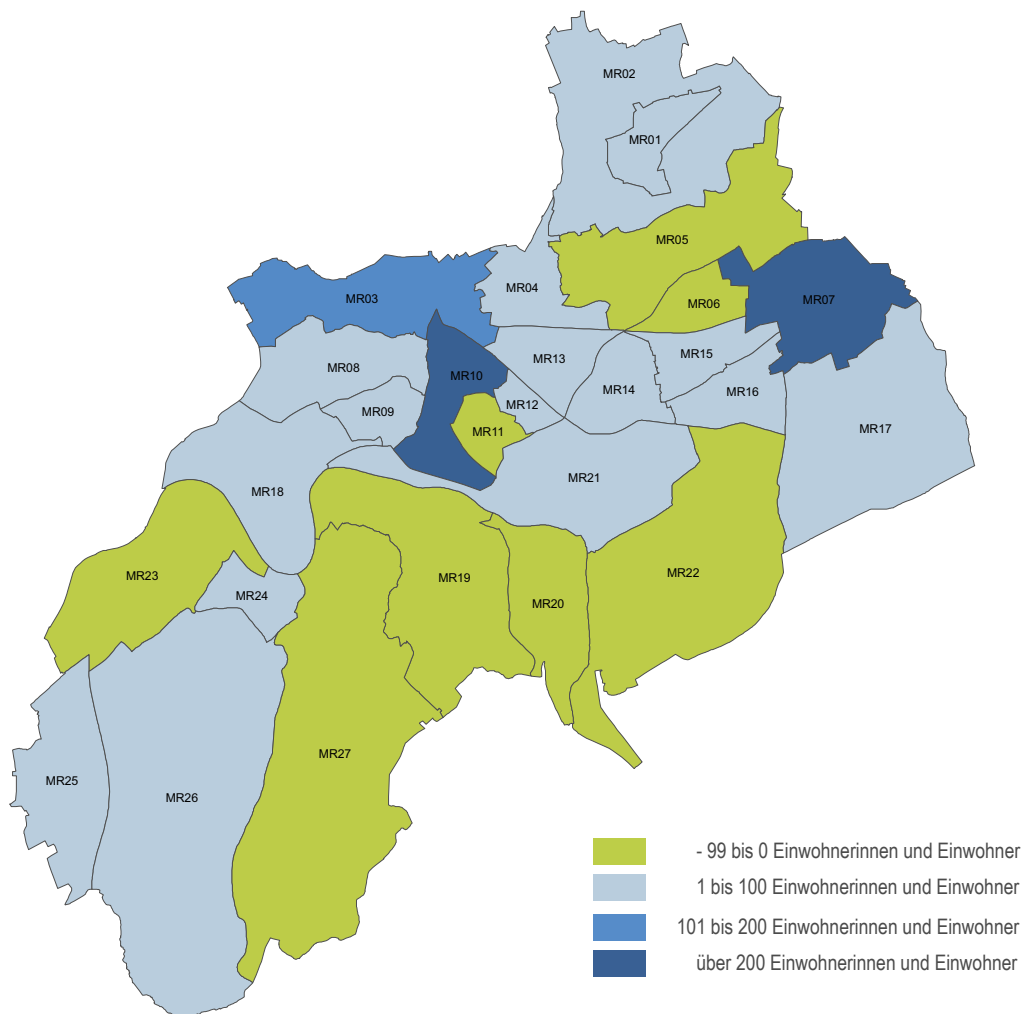 MR02
MR01
MR05
MR04
MR03
MR06
MR07
MR13
MR15
MR08
MR10
MR14
MR16
MR12
MR09
MR11
MR17
MR21
MR18
MR22
MR23
MR19
MR24
MR20
MR27
MR25
MR26
- 99 bis 0 Einwohnerinnen und Einwohner
1 bis 100 Einwohnerinnen und Einwohner
101 bis 200 Einwohnerinnen und Einwohner
über 200 Einwohnerinnen und Einwohner